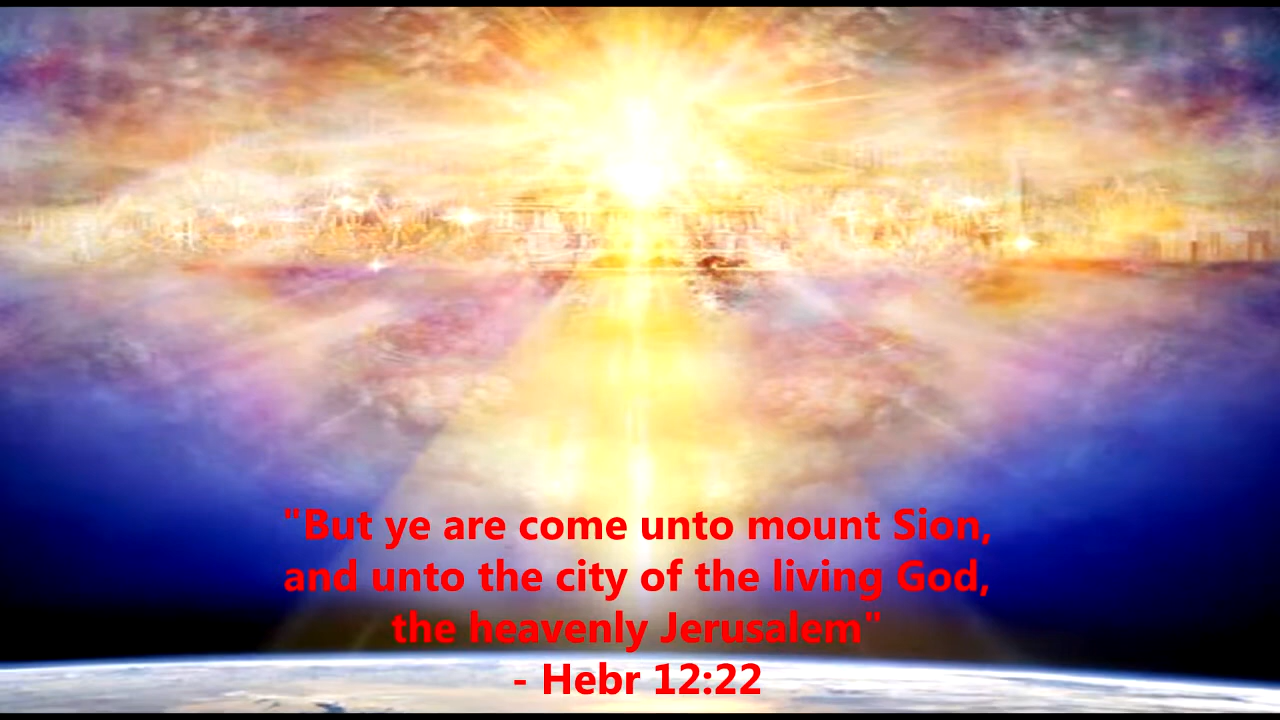 "But ye are come unto mount Sion,
and unto the city of the living God,
the heavenly Jerusalem"
- Hebr 12:22